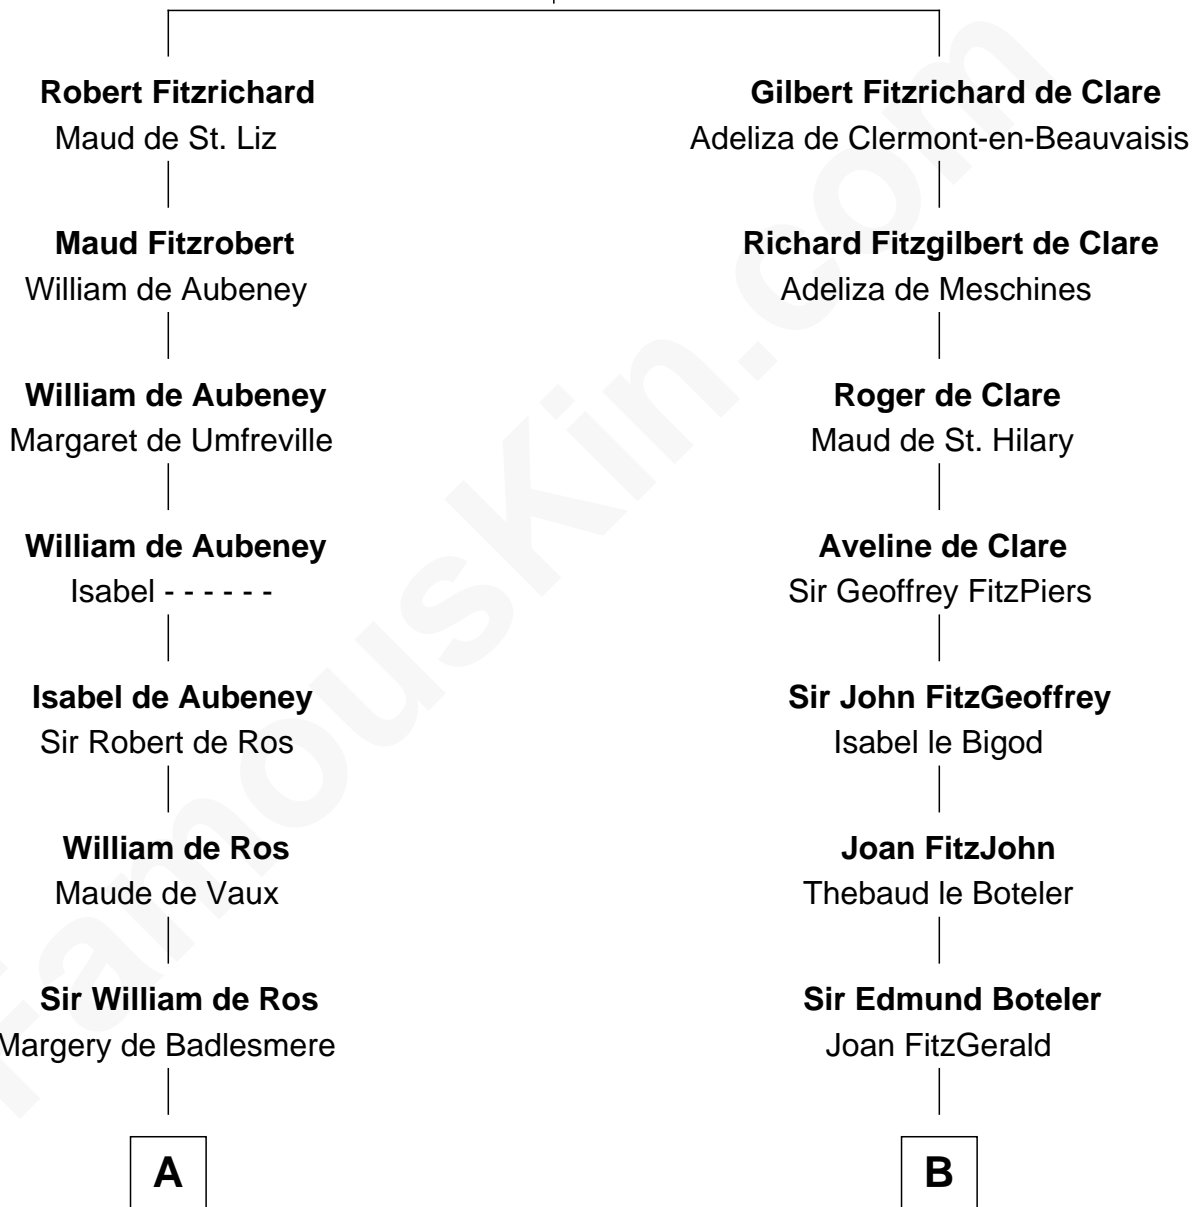 Robert Fitzrichard
Maud de St. Liz
Maud Fitzrobert
William de Aubeney
William de Aubeney
Margaret de Umfreville
William de Aubeney
Isabel - - - - - -
Isabel de Aubeney
Sir Robert de Ros
William de Ros
Maude de Vaux
Sir William de Ros
Margery de Badlesmere
A
Gilbert Fitzrichard de Clare
Adeliza de Clermont-en-Beauvaisis
Richard Fitzgilbert de Clare
Adeliza de Meschines
Roger de Clare
Maud de St. Hilary
Aveline de Clare
Sir Geoffrey FitzPiers
Sir John FitzGeoffrey
Isabel le Bigod
Joan FitzJohn
Thebaud le Boteler
Sir Edmund Boteler
Joan FitzGerald
B
FamousKin.com